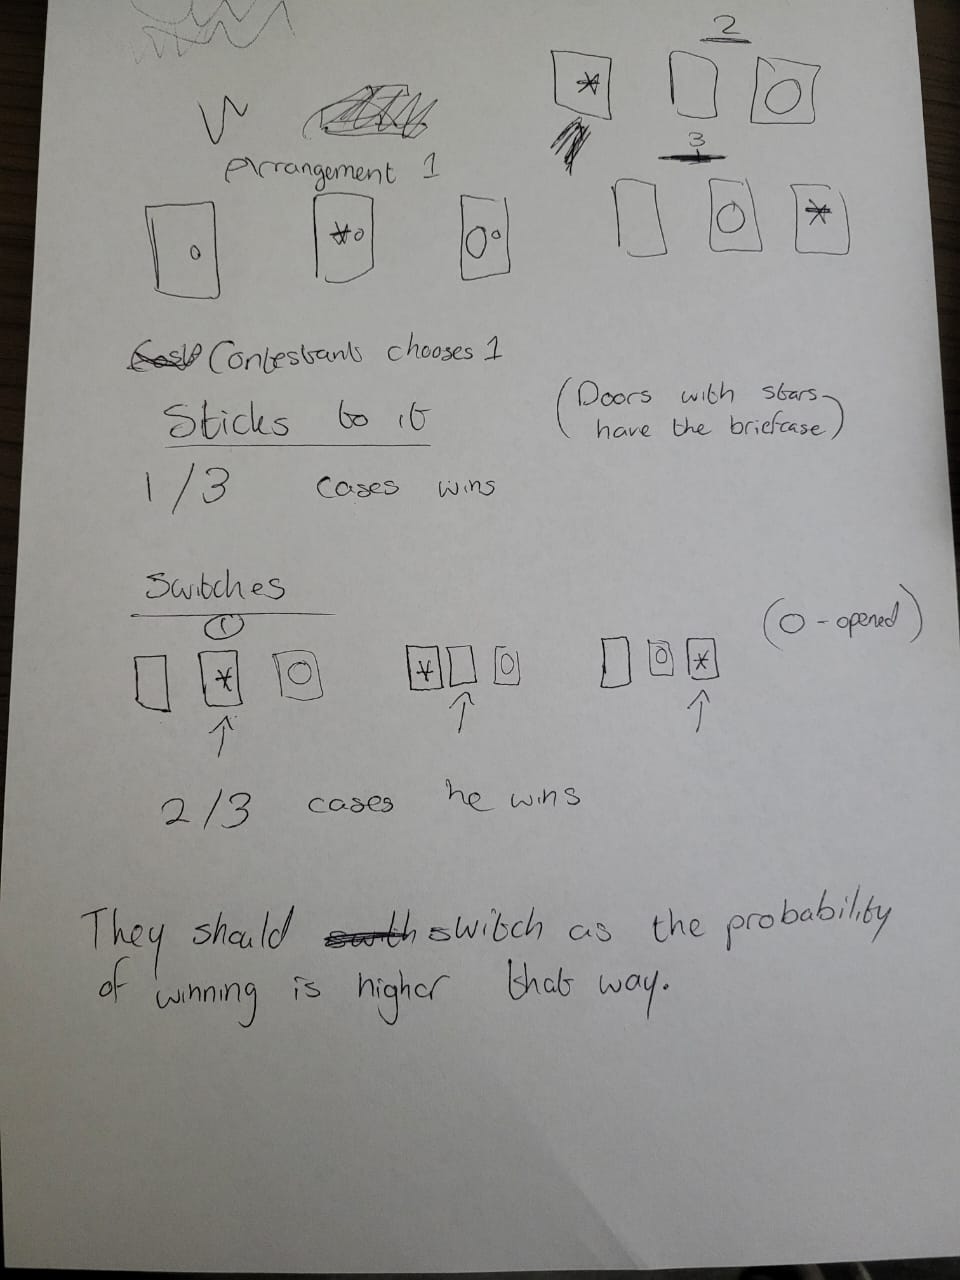 2
3
Arrangement 1
Contestant chooses 1
Sticks to it
(Doors with stars
have the briefcase)
1/3 cases wins
Switches
(O - opened)
1
2/3 cases he wins
They should switch as the probability
of winning is higher that way.